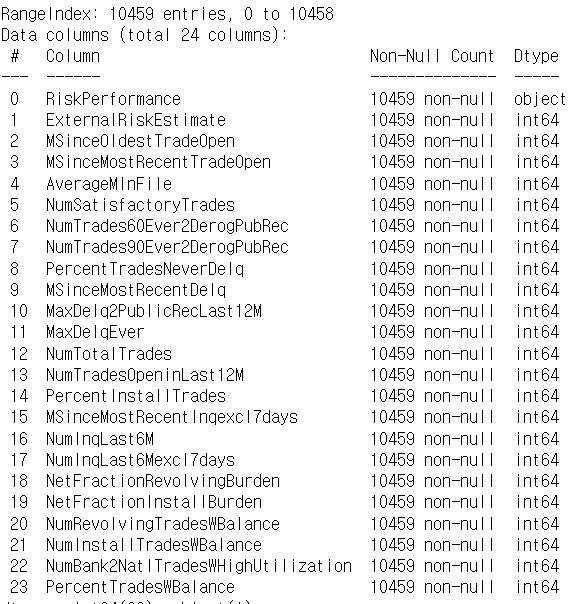 RangeIndex: 10459 entries, 0 to 10458
Data columns (total 24 columns):
 #   Column                              Non-Null Count  Dtype
---  ------                              --------------  -----
 0   RiskPerformance                     10459 non-null  object
 1   ExternalRiskEstimate                10459 non-null  int64
 2   MSinceOldestTradeOpen               10459 non-null  int64
 3   MSinceMostRecentTradeOpen           10459 non-null  int64
 4   AverageMInFile                      10459 non-null  int64
 5   NumSatisfactoryTrades               10459 non-null  int64
 6   NumTrades60Ever2DerogPubRec         10459 non-null  int64
 7   NumTrades90Ever2DerogPubRec         10459 non-null  int64
 8   PercentTradesNeverDelq              10459 non-null  int64
 9   MSinceMostRecentDelq                10459 non-null  int64
 10  MaxDelq2PublicRecLast12M            10459 non-null  int64
 11  MaxDelqEver                         10459 non-null  int64
 12  NumTotalTrades                      10459 non-null  int64
 13  NumTradesOpeninLast12M              10459 non-null  int64
 14  PercentInstallTrades                10459 non-null  int64
 15  MSinceMostRecentInqexcl7days        10459 non-null  int64
 16  NumInqLast6M                        10459 non-null  int64
 17  NumInqLast6Mexcl7days               10459 non-null  int64
 18  NetFractionRevolvingBurden          10459 non-null  int64
 19  NetFractionInstallBurden            10459 non-null  int64
 20  NumRevolvingTradesWBalance          10459 non-null  int64
 21  NumInstallTradesWBalance            10459 non-null  int64
 22  NumBank2NatlTradesWHighUtilization  10459 non-null  int64
 23  PercentTradesWBalance               10459 non-null  int64